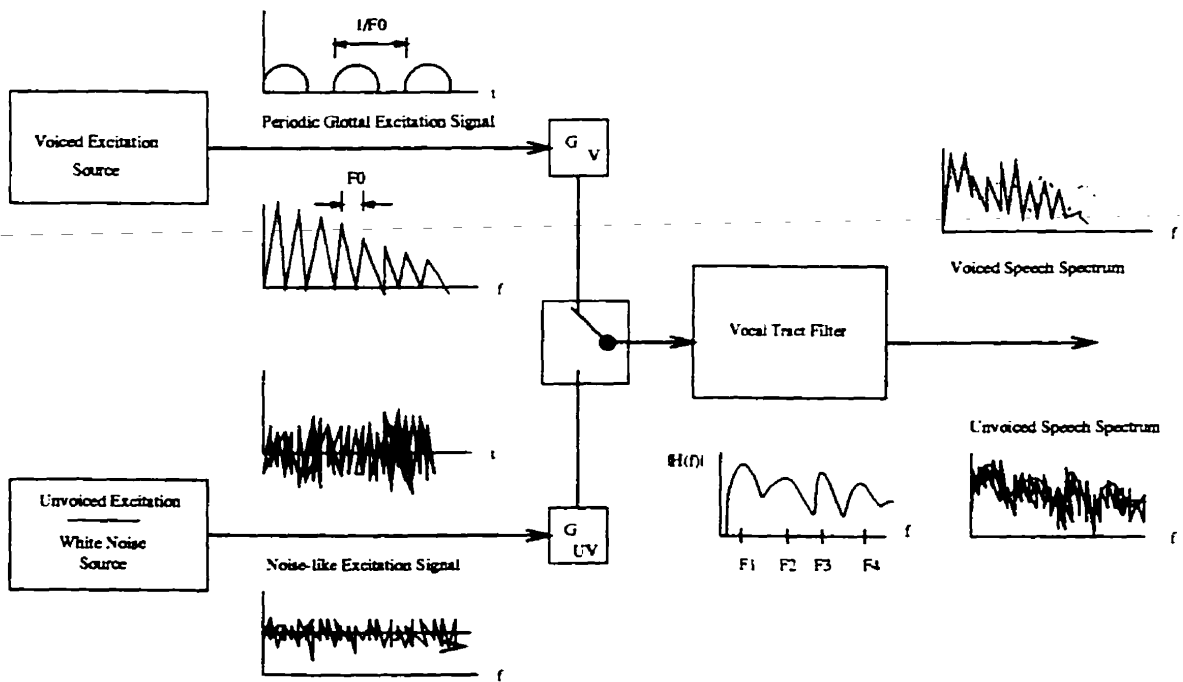 1/F0
t
Periodic Glottal Excitation Signal
Voiced Excitation
Source
G
V
F0
f
f
Voiced Speech Spectrum
Vocal Tract Filter
t
Unvoiced Speech Spectrum
|H(f)|
f
F1 F2 F3 F4
f
Unvoiced Excitation
White Noise
Source
G
UV
Noise-like Excitation Signal
f